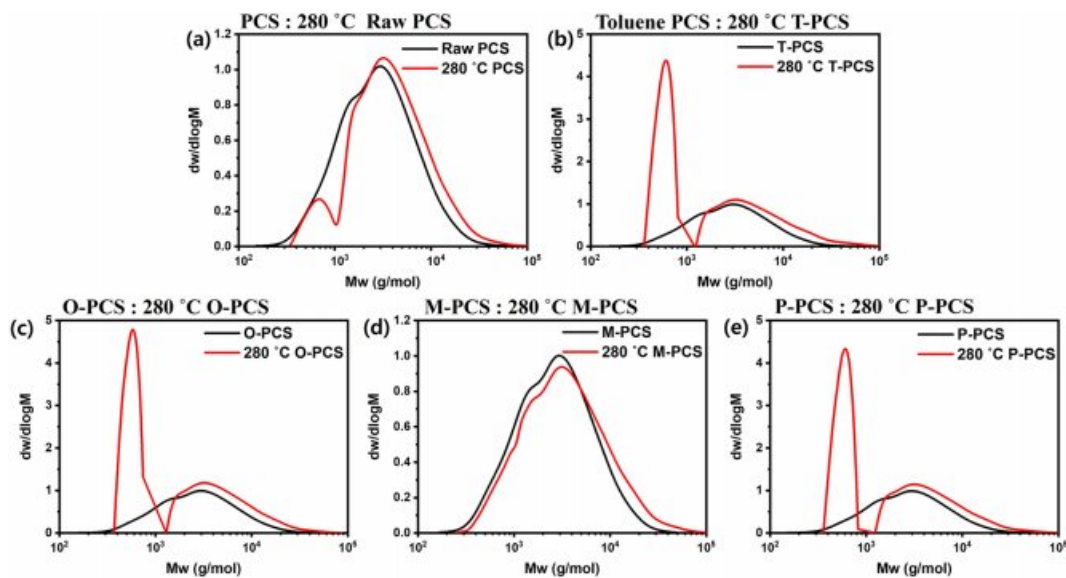 PCS : 280 ˚C Raw PCS
(a)
Raw PCS
280 ˚C PCS
1.2
1.0
0.8
0.6
0.4
0.2
0.0
dw/dlogM
10² 10³ 10⁴ 10⁵
Mw (g/mol)
Toluene PCS : 280 ˚C T-PCS
(b)
T-PCS
280 ˚C T-PCS
5
4
3
2
1
0
dw/dlogM
10² 10³ 10⁴ 10⁵
Mw (g/mol)
O-PCS : 280 ˚C O-PCS
(c)
O-PCS
280 ˚C O-PCS
5
4
3
2
1
0
dw/dlogM
10² 10³ 10⁴ 10⁵
Mw (g/mol)
M-PCS : 280 ˚C M-PCS
(d)
M-PCS
280 ˚C M-PCS
1.2
1.0
0.8
0.6
0.4
0.2
0.0
dw/dlogM
10² 10³ 10⁴ 10⁵
Mw (g/mol)
P-PCS : 280 ˚C P-PCS
(e)
P-PCS
280 ˚C P-PCS
5
4
3
2
1
0
dw/dlogM
10² 10³ 10⁴ 10⁵
Mw (g/mol)